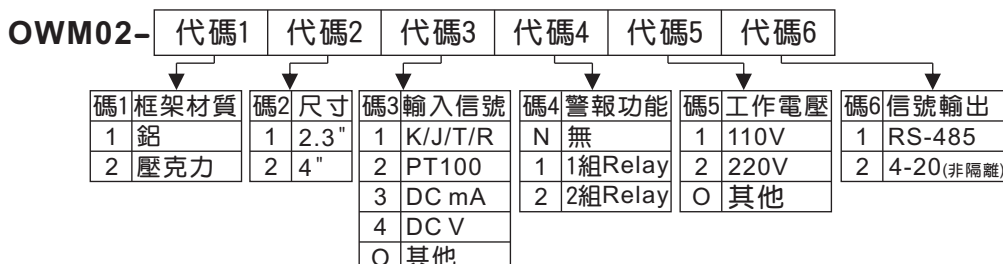 OWM02- 代碼1 代碼2 代碼3 代碼4 代碼5 代碼6
碼1 框架材質 碼2 尺寸 碼3 輸入信號 碼4 警報功能 碼5 工作電壓 碼6 信號輸出
1 鋁 1 2.3" 1 K/J/T/R N 無 1 110V 1 RS-485
2 壓克力 2 4" 2 PT100 1 1組Relay 2 220V 2 4-20(非隔離)
3 DC mA 2 2組Relay O 其他
4 DC V
O 其他